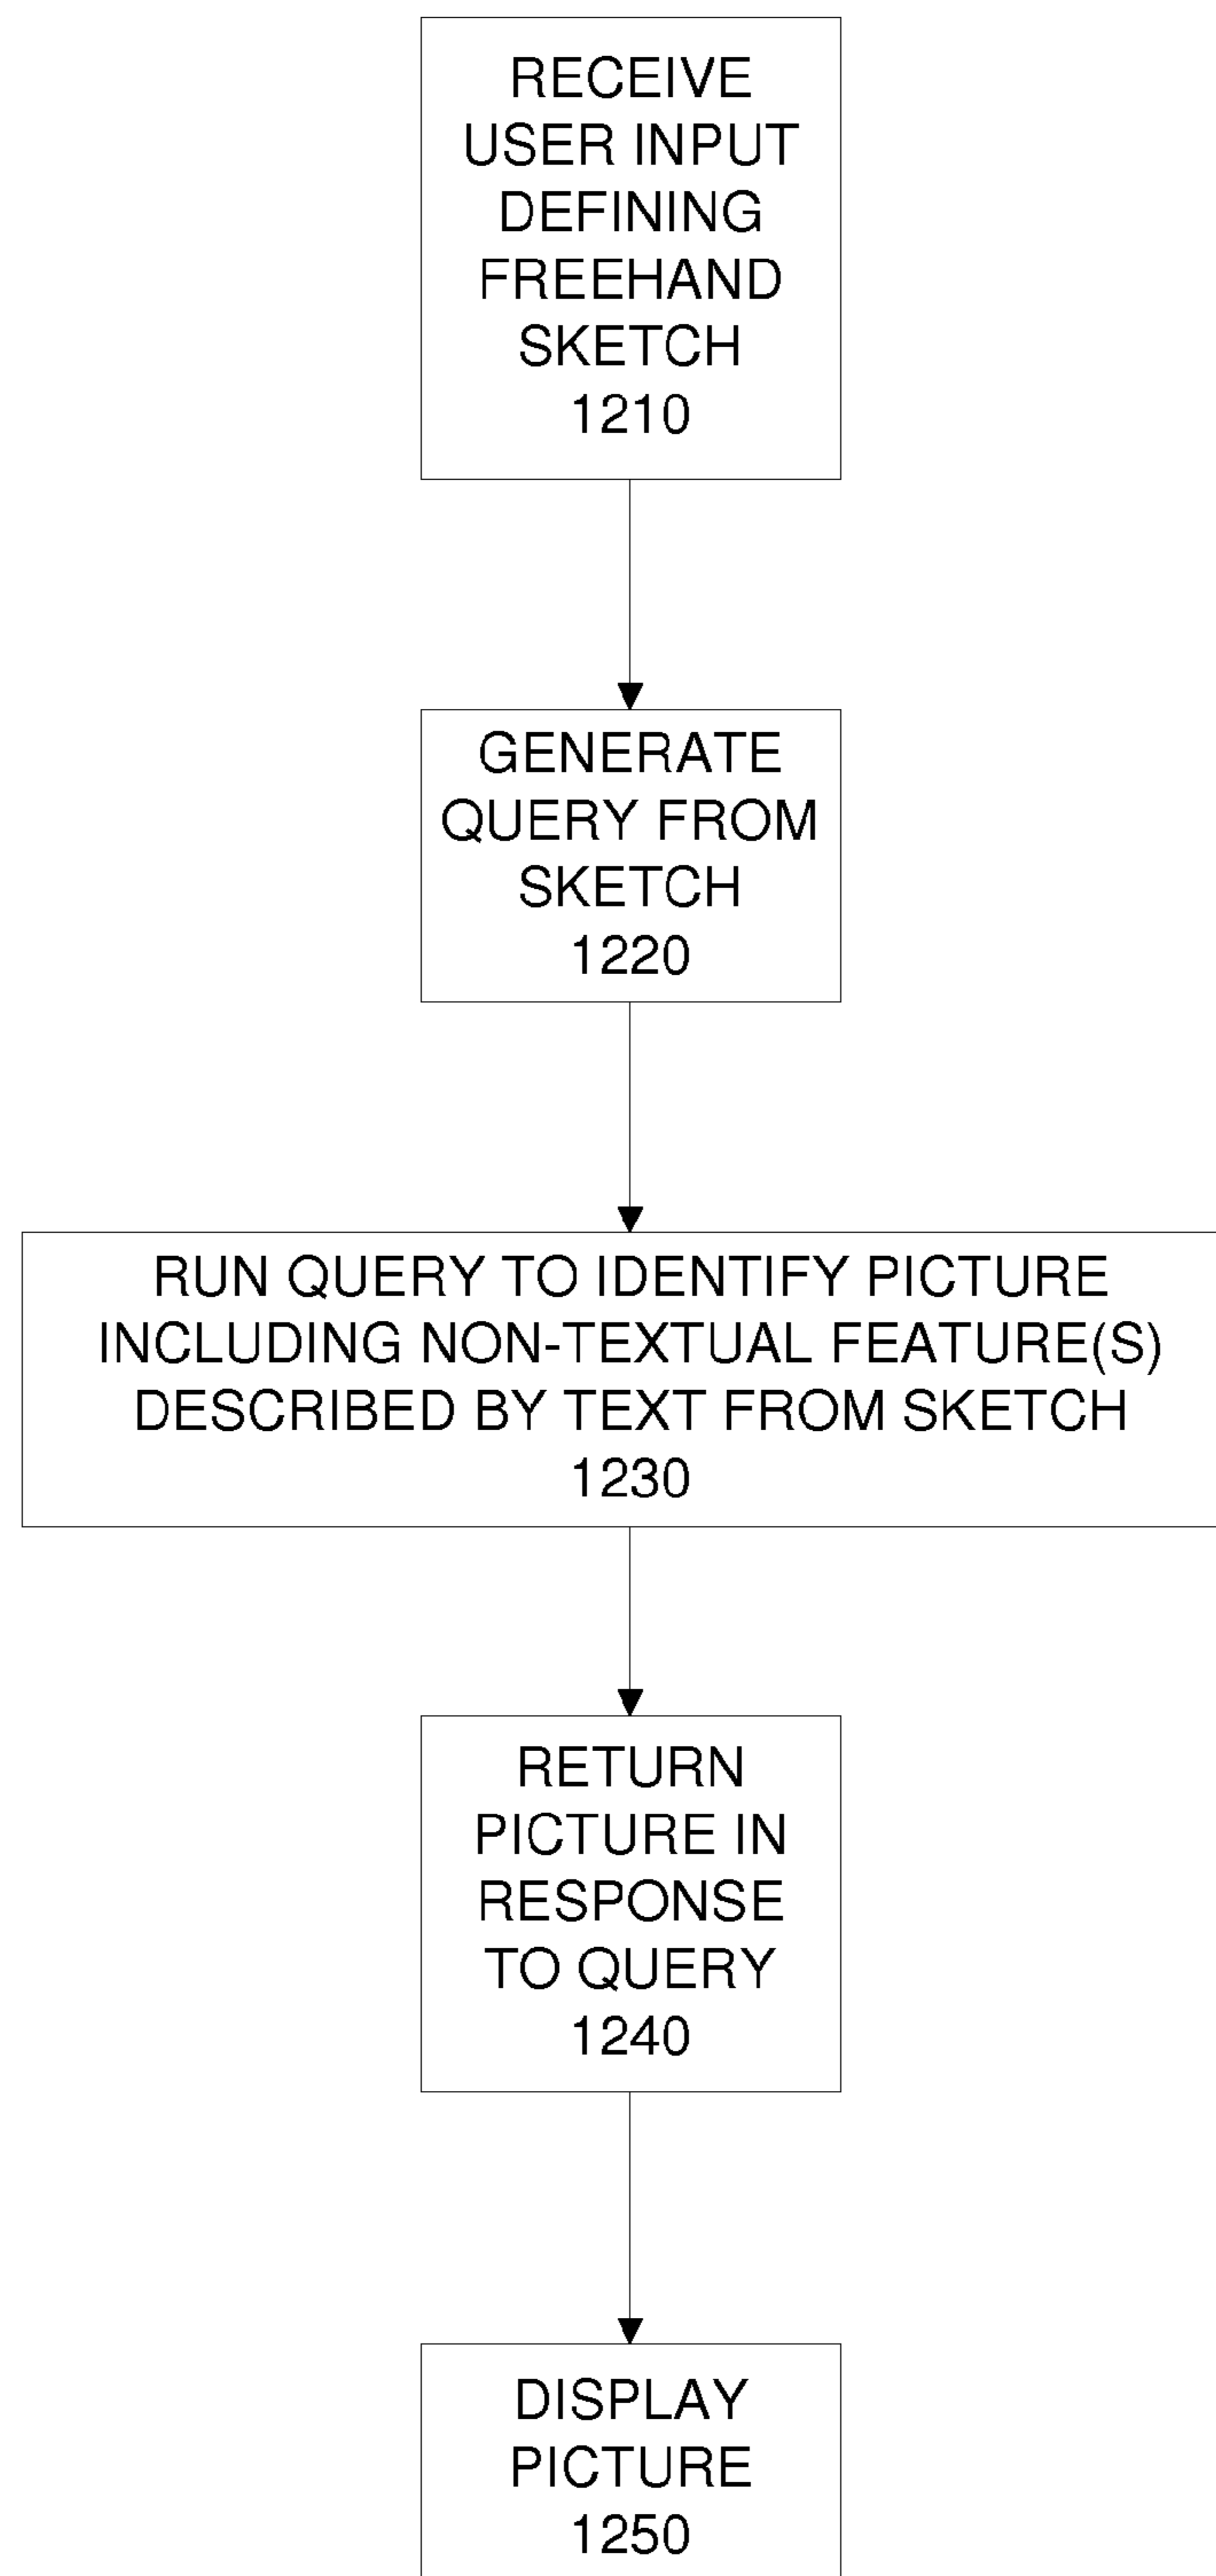 RECEIVE
USER INPUT
DEFINING
FREEHAND
SKETCH
1210
GENERATE
QUERY FROM
SKETCH
1220
RUN QUERY TO IDENTIFY PICTURE
INCLUDING NON-TEXTUAL FEATURE(S)
DESCRIBED BY TEXT FROM SKETCH
1230
RETURN
PICTURE IN
RESPONSE
TO QUERY
1240
DISPLAY
PICTURE
1250